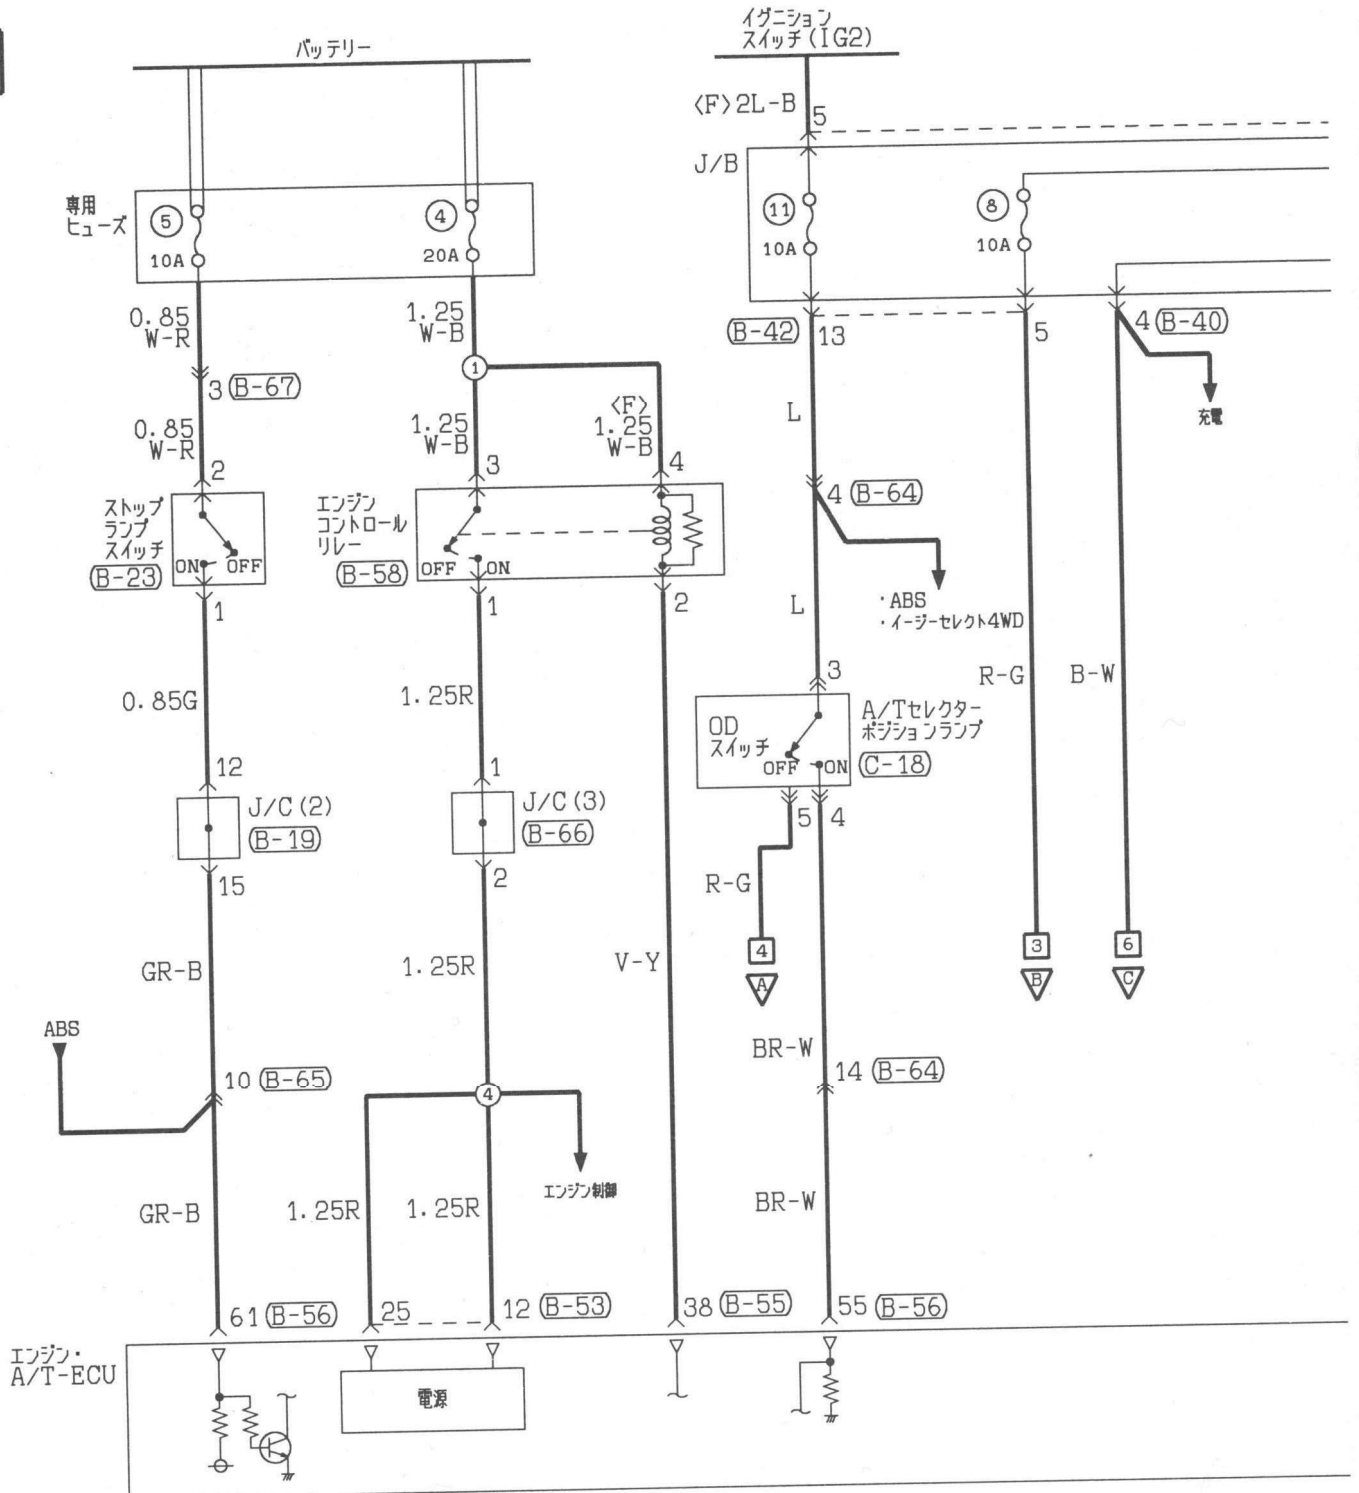 バッテリー
イグニション
スイッチ(IG2)
〈F〉2L-B
5
J/B
専用
ヒューズ
5
10A
4
20A
11
10A
8
10A
0.85
W-R
1.25
W-B
B-42
13
5
4
B-40
充電
3
B-67
1
0.85
W-R
1.25
W-B
〈F〉
1.25
W-B
L
2
3
4
4
B-64
ストップ
ランプ
スイッチ
B-23
ON
OFF
エンジン
コントロール
リレー
B-58
OFF
ON
・ABS
・イージーセレクト4WD
1
1
2
L
3
R-G
B-W
0.85G
1.25R
OD
スイッチ
OFF
ON
A/Tセレクター
ポジションランプ
C-18
12
J/C(2)
B-19
15
1
J/C(3)
B-66
2
5
4
R-G
GR-B
1.25R
V-Y
4
A
3
B
6
C
ABS
10
B-65
4
BR-W
14
B-64
エンジン制御
GR-B
1.25R
1.25R
BR-W
61
B-56
25
12
B-53
38
B-55
55
B-56
エンジン・
A/T-ECU
電源